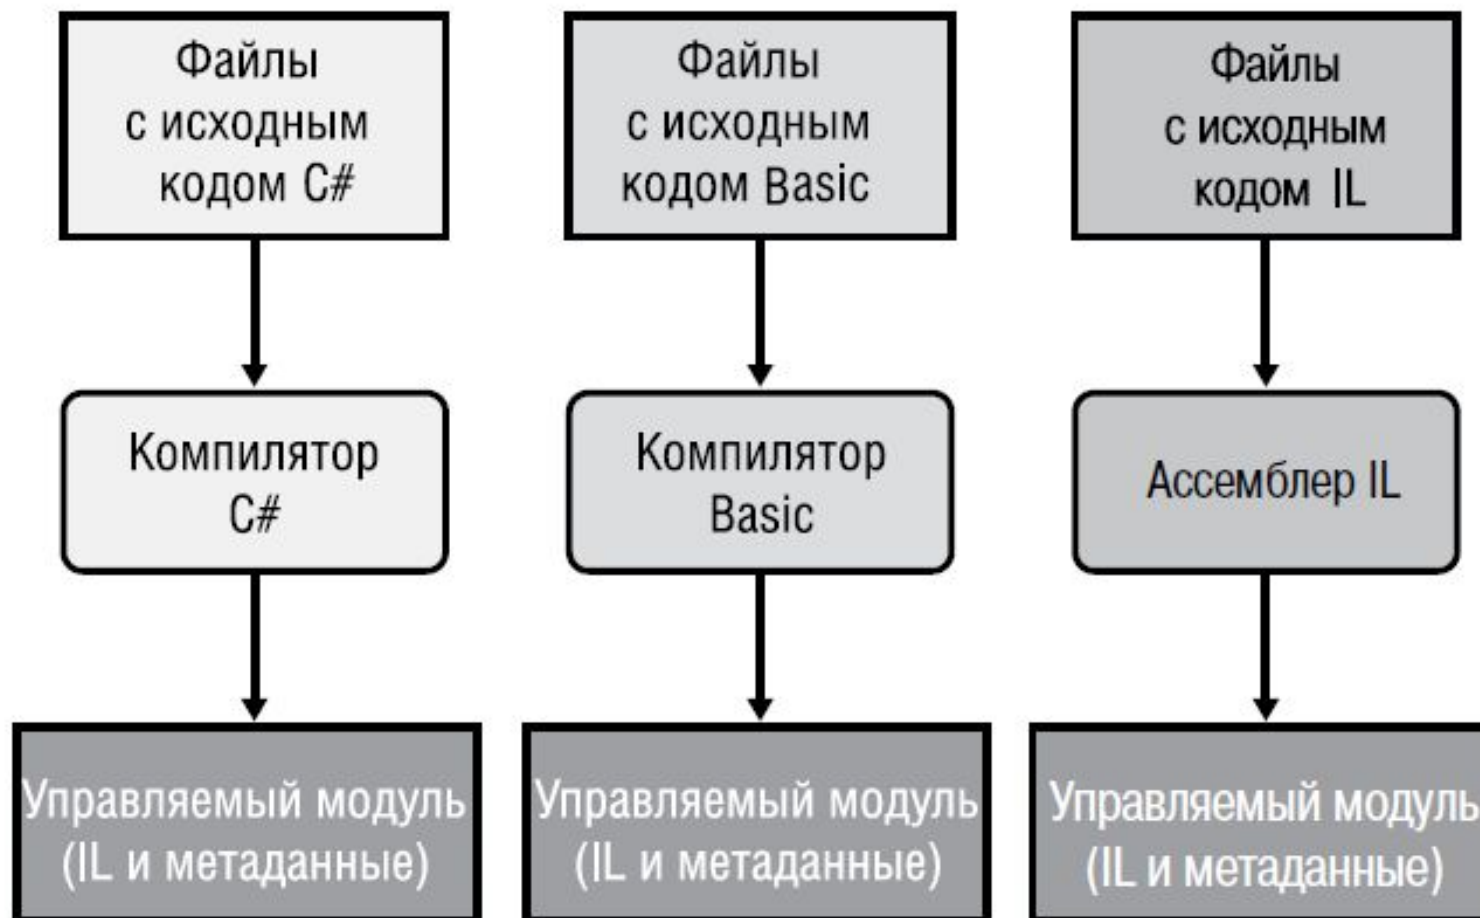 Файлы
с исходным
кодом C#
Файлы
с исходным
кодом Basic
Файлы
с исходным
кодом IL
Компилятор
C#
Компилятор
Basic
Ассемблер IL
Управляемый модуль
(IL и метаданные)
Управляемый модуль
(IL и метаданные)
Управляемый модуль
(IL и метаданные)